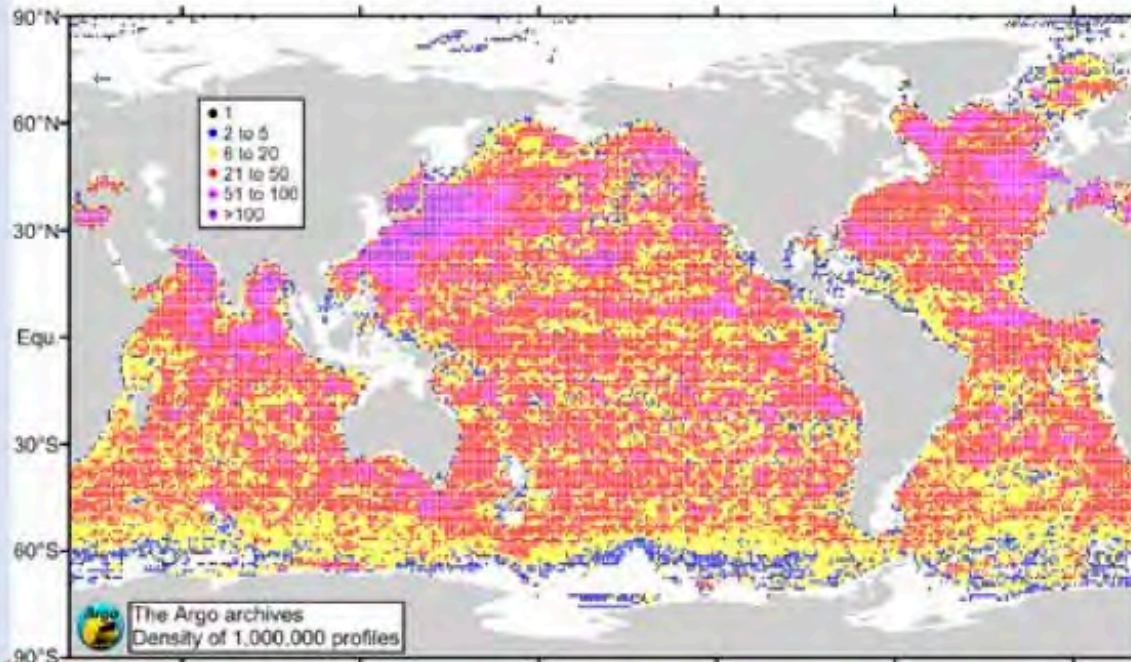 90°N
60°N
30°N
Equ.
30°S
60°S
90°S
1
2 to 5
6 to 20
21 to 50
51 to 100
>100
Argo
The Argo archives
Density of 1,000,000 profiles